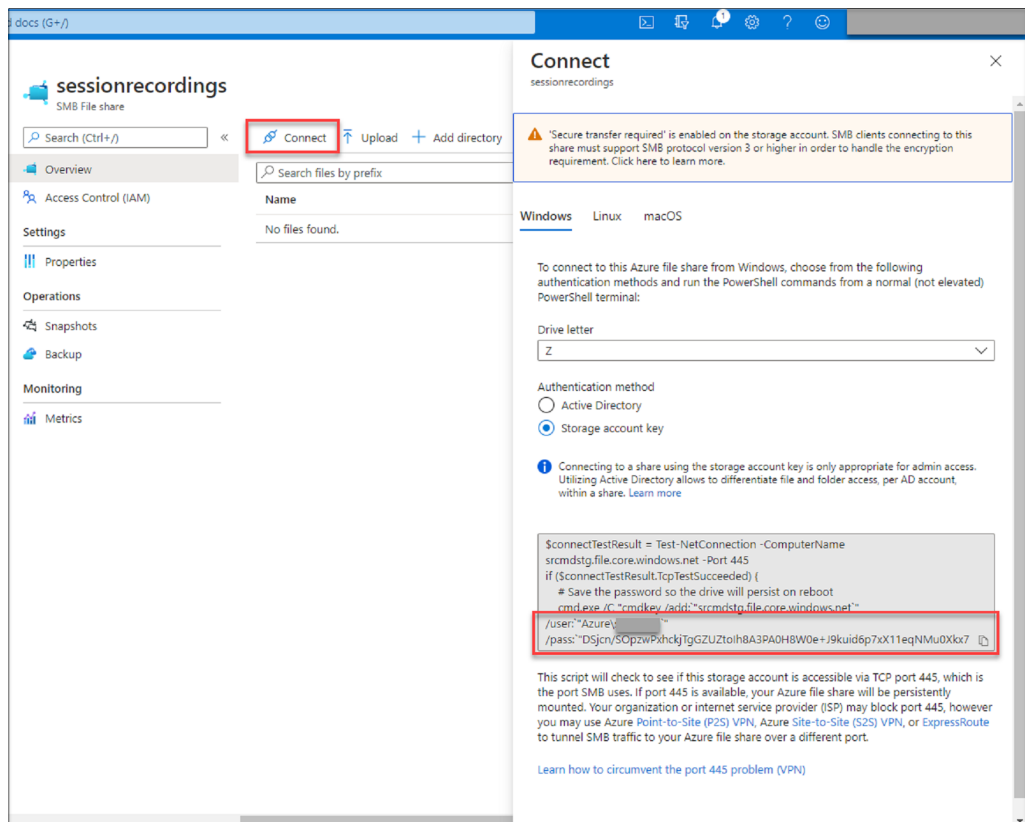 d docs (G+/)
1
sessionrecordings
SMB File share
Search (Ctrl+/)
«
Overview
Access Control (IAM)
Settings
Properties
Operations
Snapshots
Backup
Monitoring
Metrics
Connect
Upload
Add directory
Search files by prefix
Name
No files found.
Connect
sessionrecordings
'Secure transfer required' is enabled on the storage account. SMB clients connecting to this
share must support SMB protocol version 3 or higher in order to handle the encryption
requirement. Click here to learn more.
Windows Linux macOS
To connect to this Azure file share from Windows, choose from the following
authentication methods and run the PowerShell commands from a normal (not elevated)
PowerShell terminal:
Drive letter
Z
Authentication method
Active Directory
Storage account key
Connecting to a share using the storage account key is only appropriate for admin access.
Utilizing Active Directory allows to differentiate file and folder access, per AD account,
within a share. Learn more
$connectTestResult = Test-NetConnection -ComputerName
srcmdstg.file.core.windows.net -Port 445
if ($connectTestResult.TcpTestSucceeded) {
# Save the password so the drive will persist on reboot
cmd.exe /C "cmdkey /add:`"srcmdstg.file.core.windows.net`"
/user:`"Azure\ `"
/pass:`"DSjcn/SOpzwPxhckjTgGZUZtoIh8A3PA0H8W0e+J9kuid6p7xX11eqNMu0Xkx7
This script will check to see if this storage account is accessible via TCP port 445, which is
the port SMB uses. If port 445 is available, your Azure file share will be persistently
mounted. Your organization or internet service provider (ISP) may block port 445, however
you may use Azure Point-to-Site (P2S) VPN, Azure Site-to-Site (S2S) VPN, or ExpressRoute
to tunnel SMB traffic to your Azure file share over a different port.
Learn how to circumvent the port 445 problem (VPN)